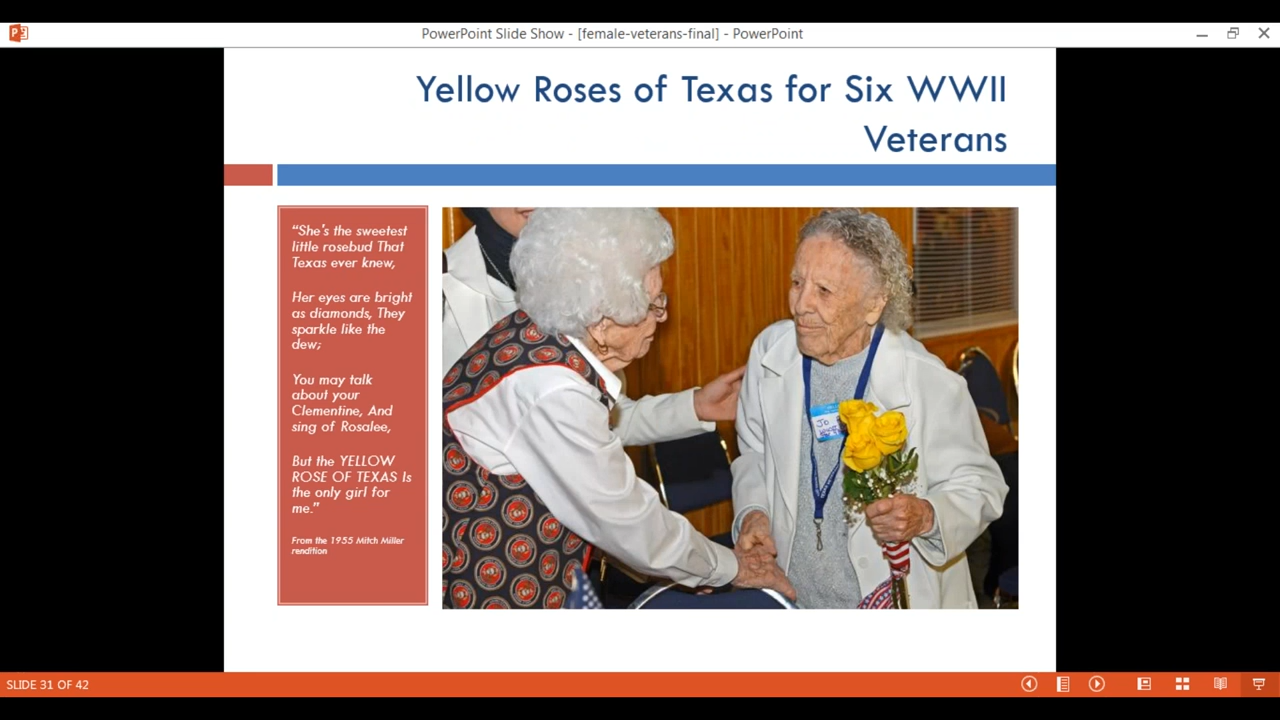 PowerPoint Slide Show - [female-veterans-final] - PowerPoint
Yellow Roses of Texas for Six WWII
Veterans
“She’s the sweetest
little rosebud That
Texas ever knew,
Her eyes are bright
as diamonds, They
sparkle like the
dew;
You may talk
about your
Clementine, And
sing of Rosalee,
But the YELLOW
ROSE OF TEXAS Is
the only girl for
me.”
From the 1955 Mitch Miller
rendition
JO
SLIDE 31 OF 42